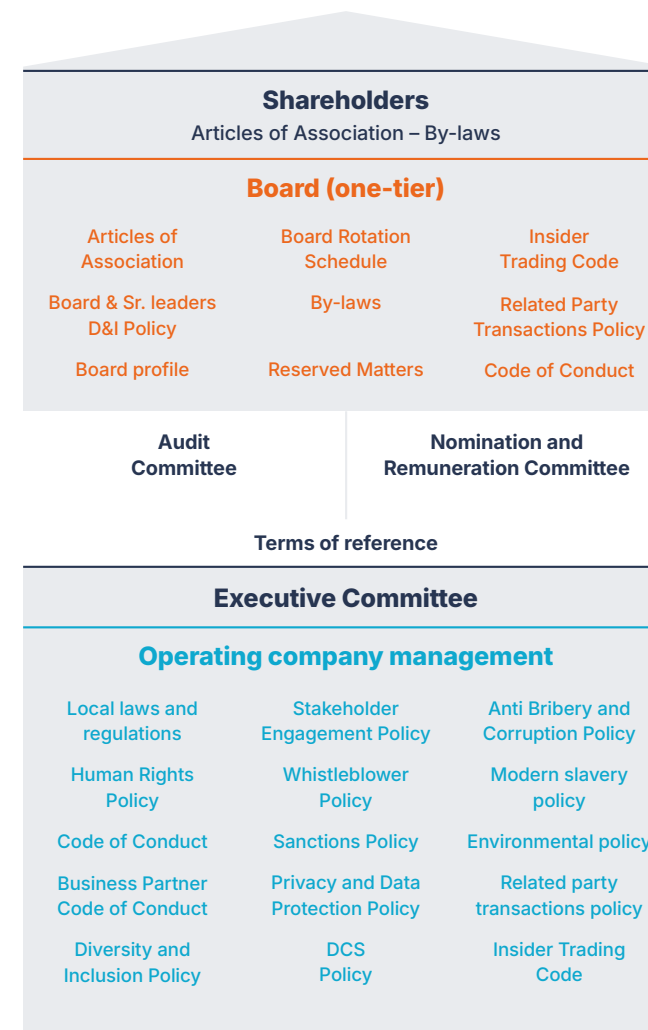 Shareholders
Articles of Association – By-laws
Board (one-tier)
Articles of
Association
Board Rotation
Schedule
Insider
Trading Code
Board & Sr. leaders
D&I Policy
By-laws
Related Party
Transactions Policy
Board profile
Reserved Matters
Code of Conduct
Audit
Committee
Nomination and
Remuneration Committee
Terms of reference
Executive Committee
Operating company management
Local laws and
regulations
Stakeholder
Engagement Policy
Anti Bribery and
Corruption Policy
Human Rights
Policy
Whistleblower
Policy
Modern slavery
policy
Code of Conduct
Sanctions Policy
Environmental policy
Business Partner
Code of Conduct
Privacy and Data
Protection Policy
Related party
transactions policy
Diversity and
Inclusion Policy
DCS
Policy
Insider Trading
Code